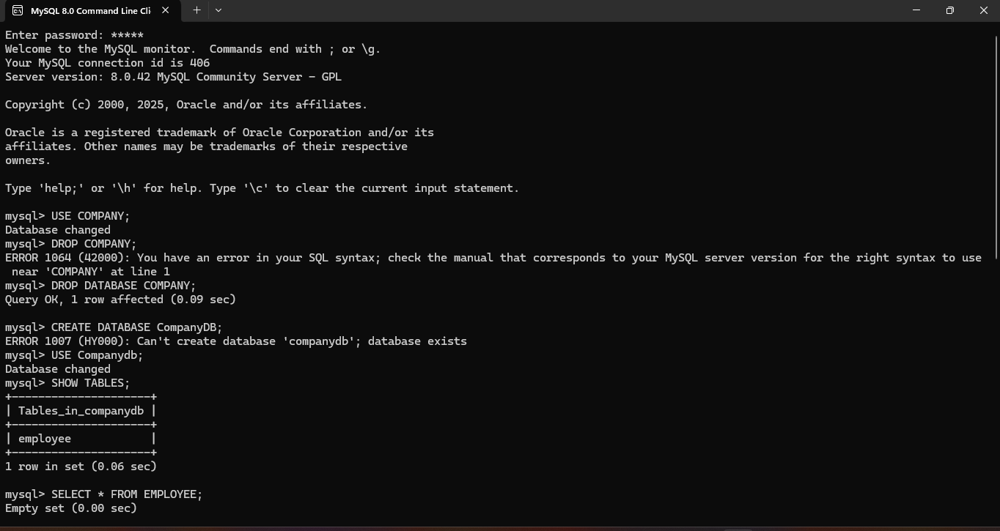 MySQL 8.0 Command Line Cli
Enter password: *****
Welcome to the MySQL monitor.  Commands end with ; or \g.
Your MySQL connection id is 406
Server version: 8.0.42 MySQL Community Server - GPL
Copyright (c) 2000, 2025, Oracle and/or its affiliates.
Oracle is a registered trademark of Oracle Corporation and/or its
affiliates. Other names may be trademarks of their respective
owners.
Type 'help;' or '\h' for help. Type '\c' to clear the current input statement.
mysql> USE COMPANY;
Database changed
mysql> DROP COMPANY;
ERROR 1064 (42000): You have an error in your SQL syntax; check the manual that corresponds to your MySQL server version for the right syntax to use
 near 'COMPANY' at line 1
mysql> DROP DATABASE COMPANY;
Query OK, 1 row affected (0.09 sec)
mysql> CREATE DATABASE CompanyDB;
ERROR 1007 (HY000): Can't create database 'companydb'; database exists
mysql> USE Companydb;
Database changed
mysql> SHOW TABLES;
+---------------------+
| Tables_in_companydb |
+---------------------+
| employee            |
+---------------------+
1 row in set (0.06 sec)
mysql> SELECT * FROM EMPLOYEE;
Empty set (0.00 sec)